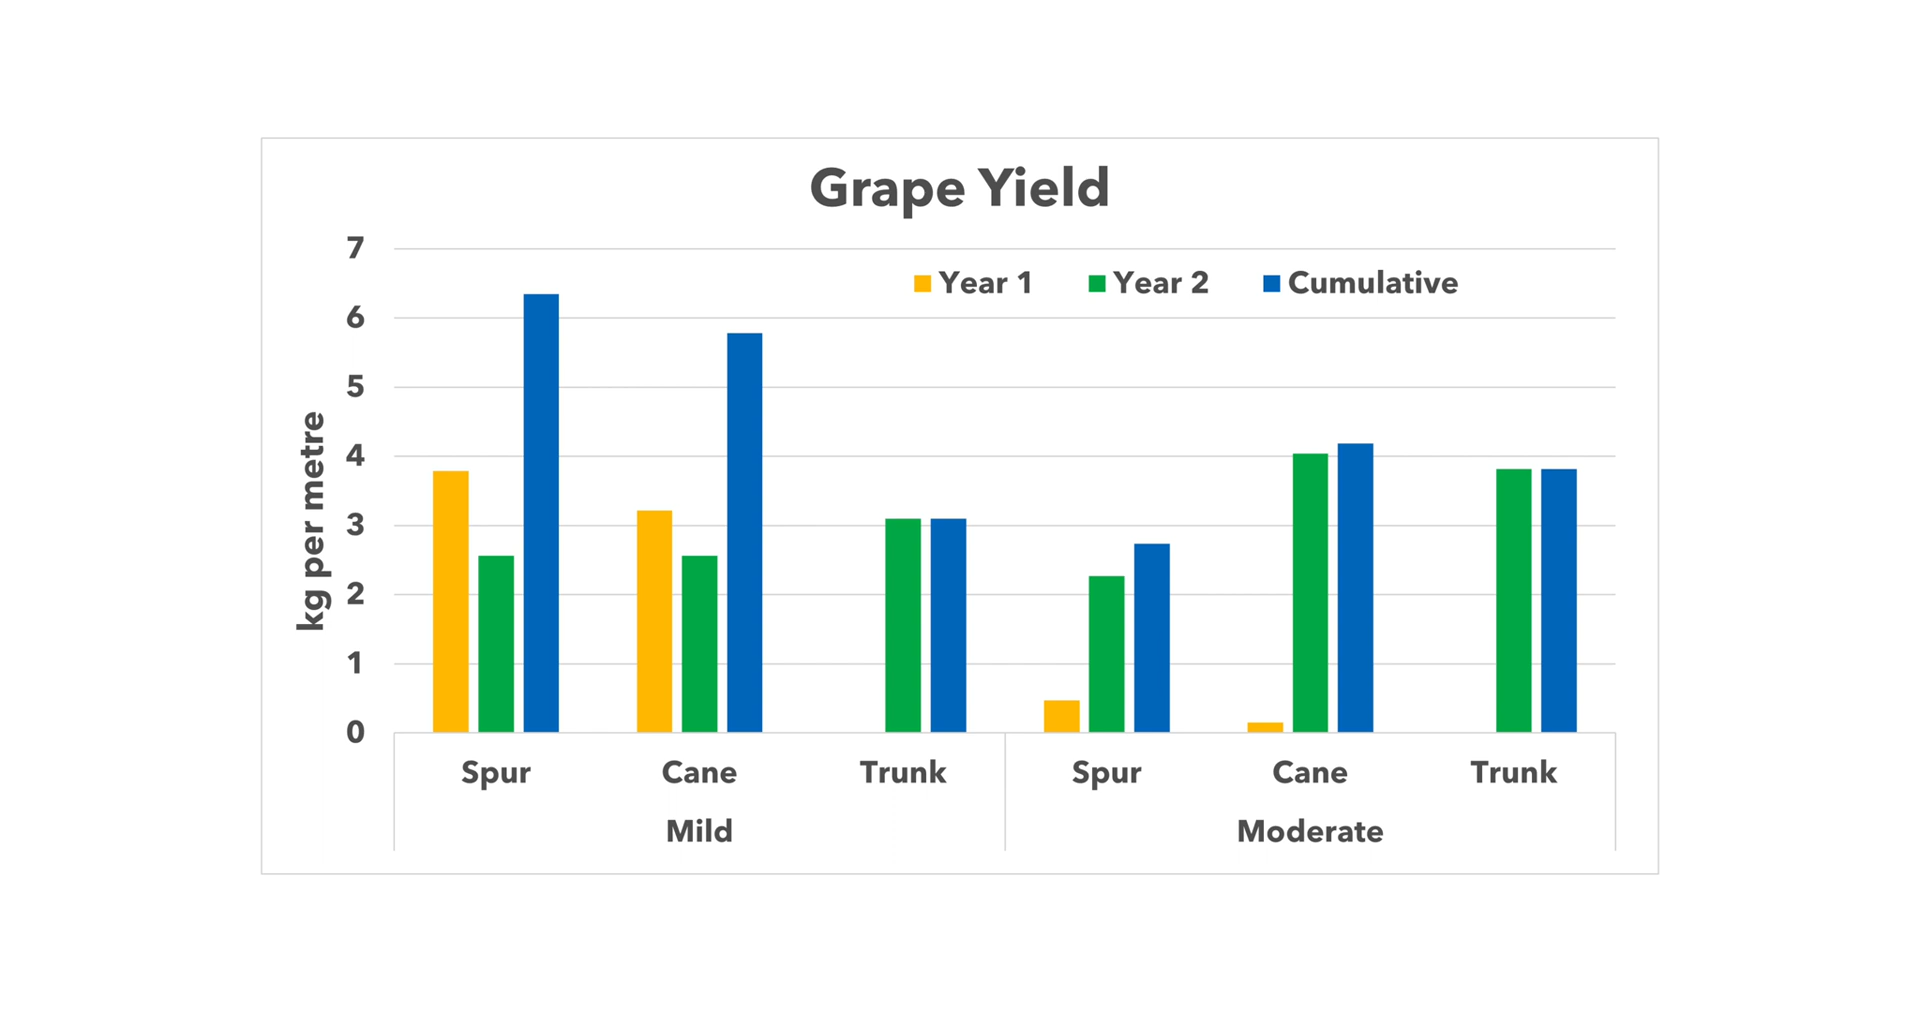 Grape Yield
Year 1 Year 2 Cumulative
kg per metre
7
6
5
4
3
2
1
0
Spur Cane Trunk Spur Cane Trunk
Mild Moderate